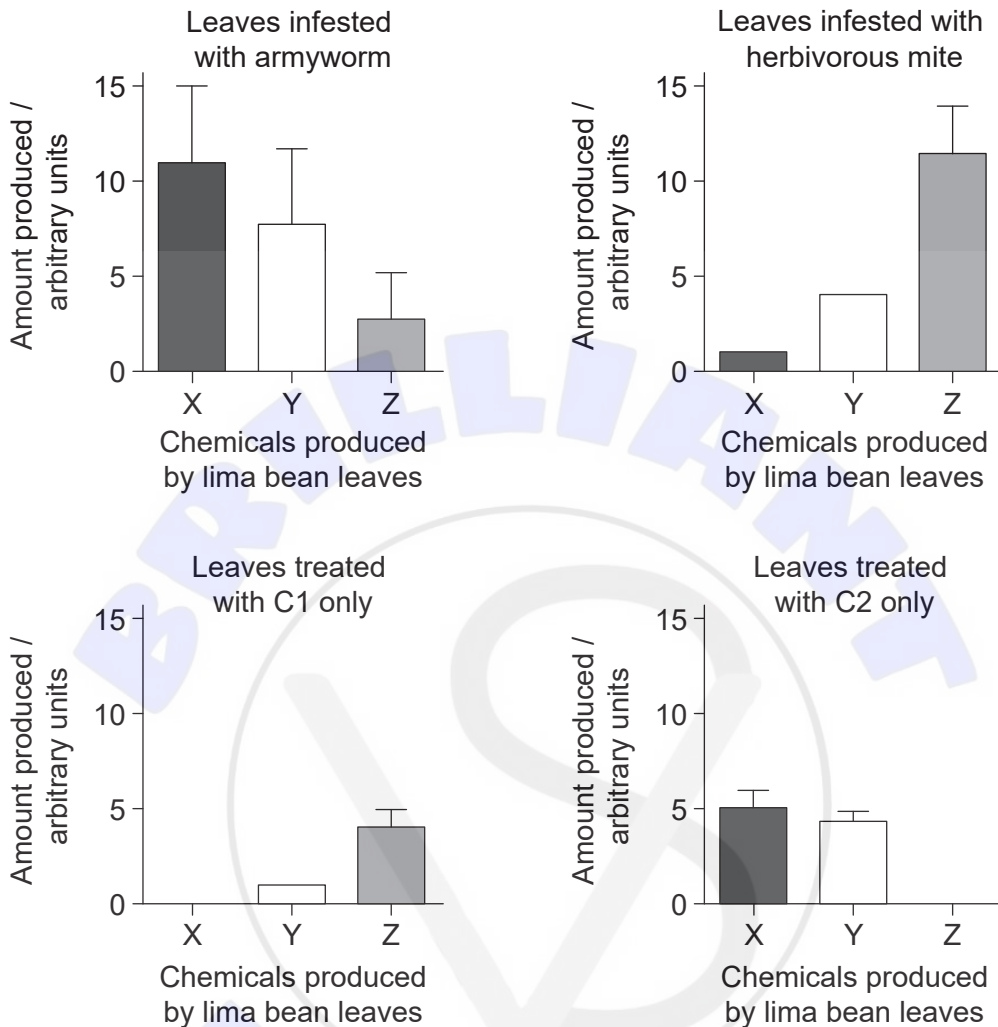 Leaves infested
with armyworm
Amount produced /
arbitrary units
15
10
5
0
X Y Z
Chemicals produced
by lima bean leaves
Leaves infested with
herbivorous mite
Amount produced /
arbitrary units
15
10
5
0
X Y Z
Chemicals produced
by lima bean leaves
Leaves treated
with C1 only
Amount produced /
arbitrary units
15
10
5
0
X Y Z
Chemicals produced
by lima bean leaves
Leaves treated
with C2 only
Amount produced /
arbitrary units
15
10
5
0
X Y Z
Chemicals produced
by lima bean leaves
BRILLIANT